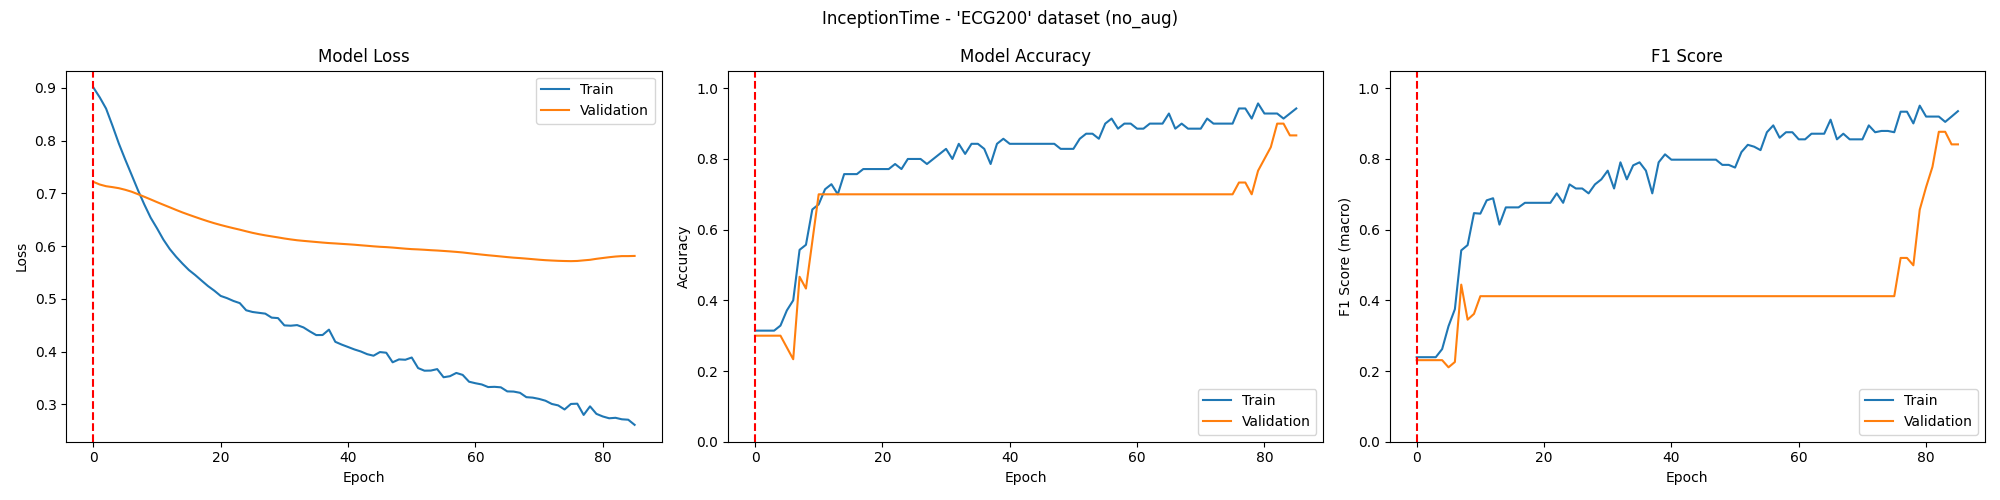 InceptionTime - 'ECG200' dataset (no_aug)
Model Loss
Loss
0.9
0.8
0.7
0.6
0.5
0.4
0.3
0
20
40
60
80
Epoch
Train
Validation
Model Accuracy
Accuracy
1.0
0.8
0.6
0.4
0.2
0.0
0
20
40
60
80
Epoch
Train
Validation
F1 Score
F1 Score (macro)
1.0
0.8
0.6
0.4
0.2
0.0
0
20
40
60
80
Epoch
Train
Validation